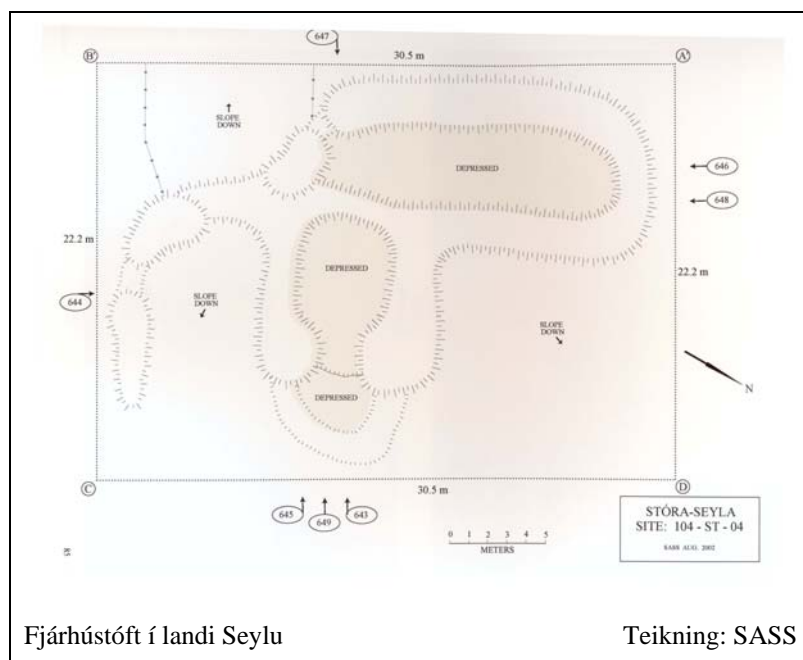 647
B'
30.5 m
A'
SLOPE
DOWN
646
DEPRESSED
648
22.2 m
DEPRESSED
22.2 m
644
SLOPE
DOWN
SLOPE
DOWN
N
DEPRESSED
C
30.5 m
D
645
649
643
STÓRA-SEYLA
SITE: 104 - ST - 04
SASS AUG. 2002
0 1 2 3 4 5
METERS
Fjárhústóft í landi Seylu
Teikning: SASS